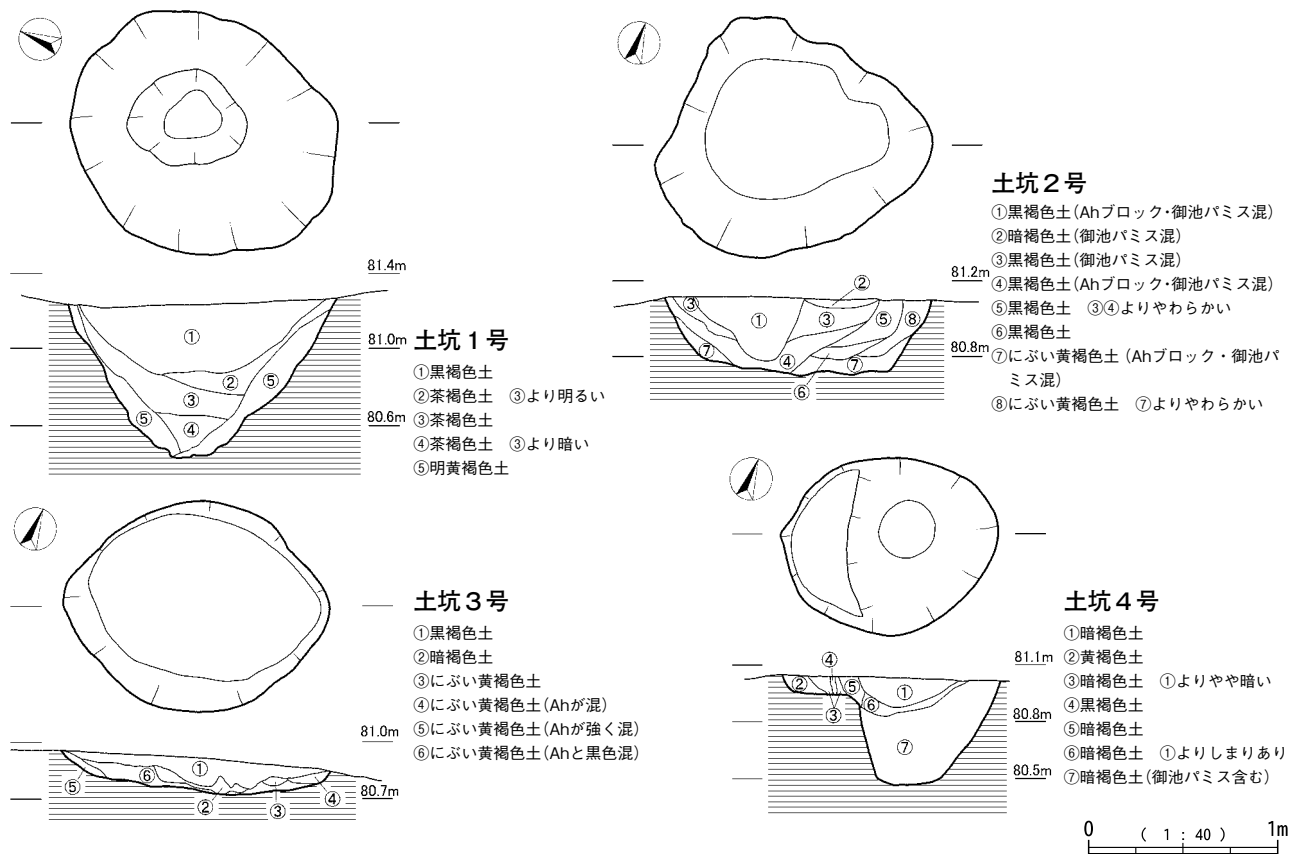 81.4m
①
81.0m
②
⑤
③
80.6m
⑤
④
土坑１号
①黒褐色土
②茶褐色土　③より明るい
③茶褐色土
④茶褐色土　③より暗い
⑤明黄褐色土
土坑２号
①黒褐色土(Ahブロック・御池パミス混)
②暗褐色土(御池パミス混)
③黒褐色土(御池パミス混)
④黒褐色土(Ahブロック・御池パミス混)
⑤黒褐色土　③④よりやわらかい
⑥黒褐色土
⑦にぶい黄褐色土(Ahブロック・御池パ
ミス混)
⑧にぶい黄褐色土　⑦よりやわらかい
81.2m
②
③
①
③
⑤
⑧
80.8m
⑦
④
⑦
⑥
土坑３号
①黒褐色土
②暗褐色土
③にぶい黄褐色土
④にぶい黄褐色土(Ahが混)
⑤にぶい黄褐色土(Ahが強く混)
⑥にぶい黄褐色土(Ahと黒色混)
81.0m
①
⑥
⑤
80.7m
②
③
④
土坑４号
①暗褐色土
②黄褐色土
③暗褐色土　①よりやや暗い
④黒褐色土
⑤暗褐色土
⑥暗褐色土　①よりしまりあり
⑦暗褐色土(御池パミス含む)
81.1m
④
②
⑤
①
⑥
③
80.8m
⑦
80.5m
0
( 1 : 40 )
1m